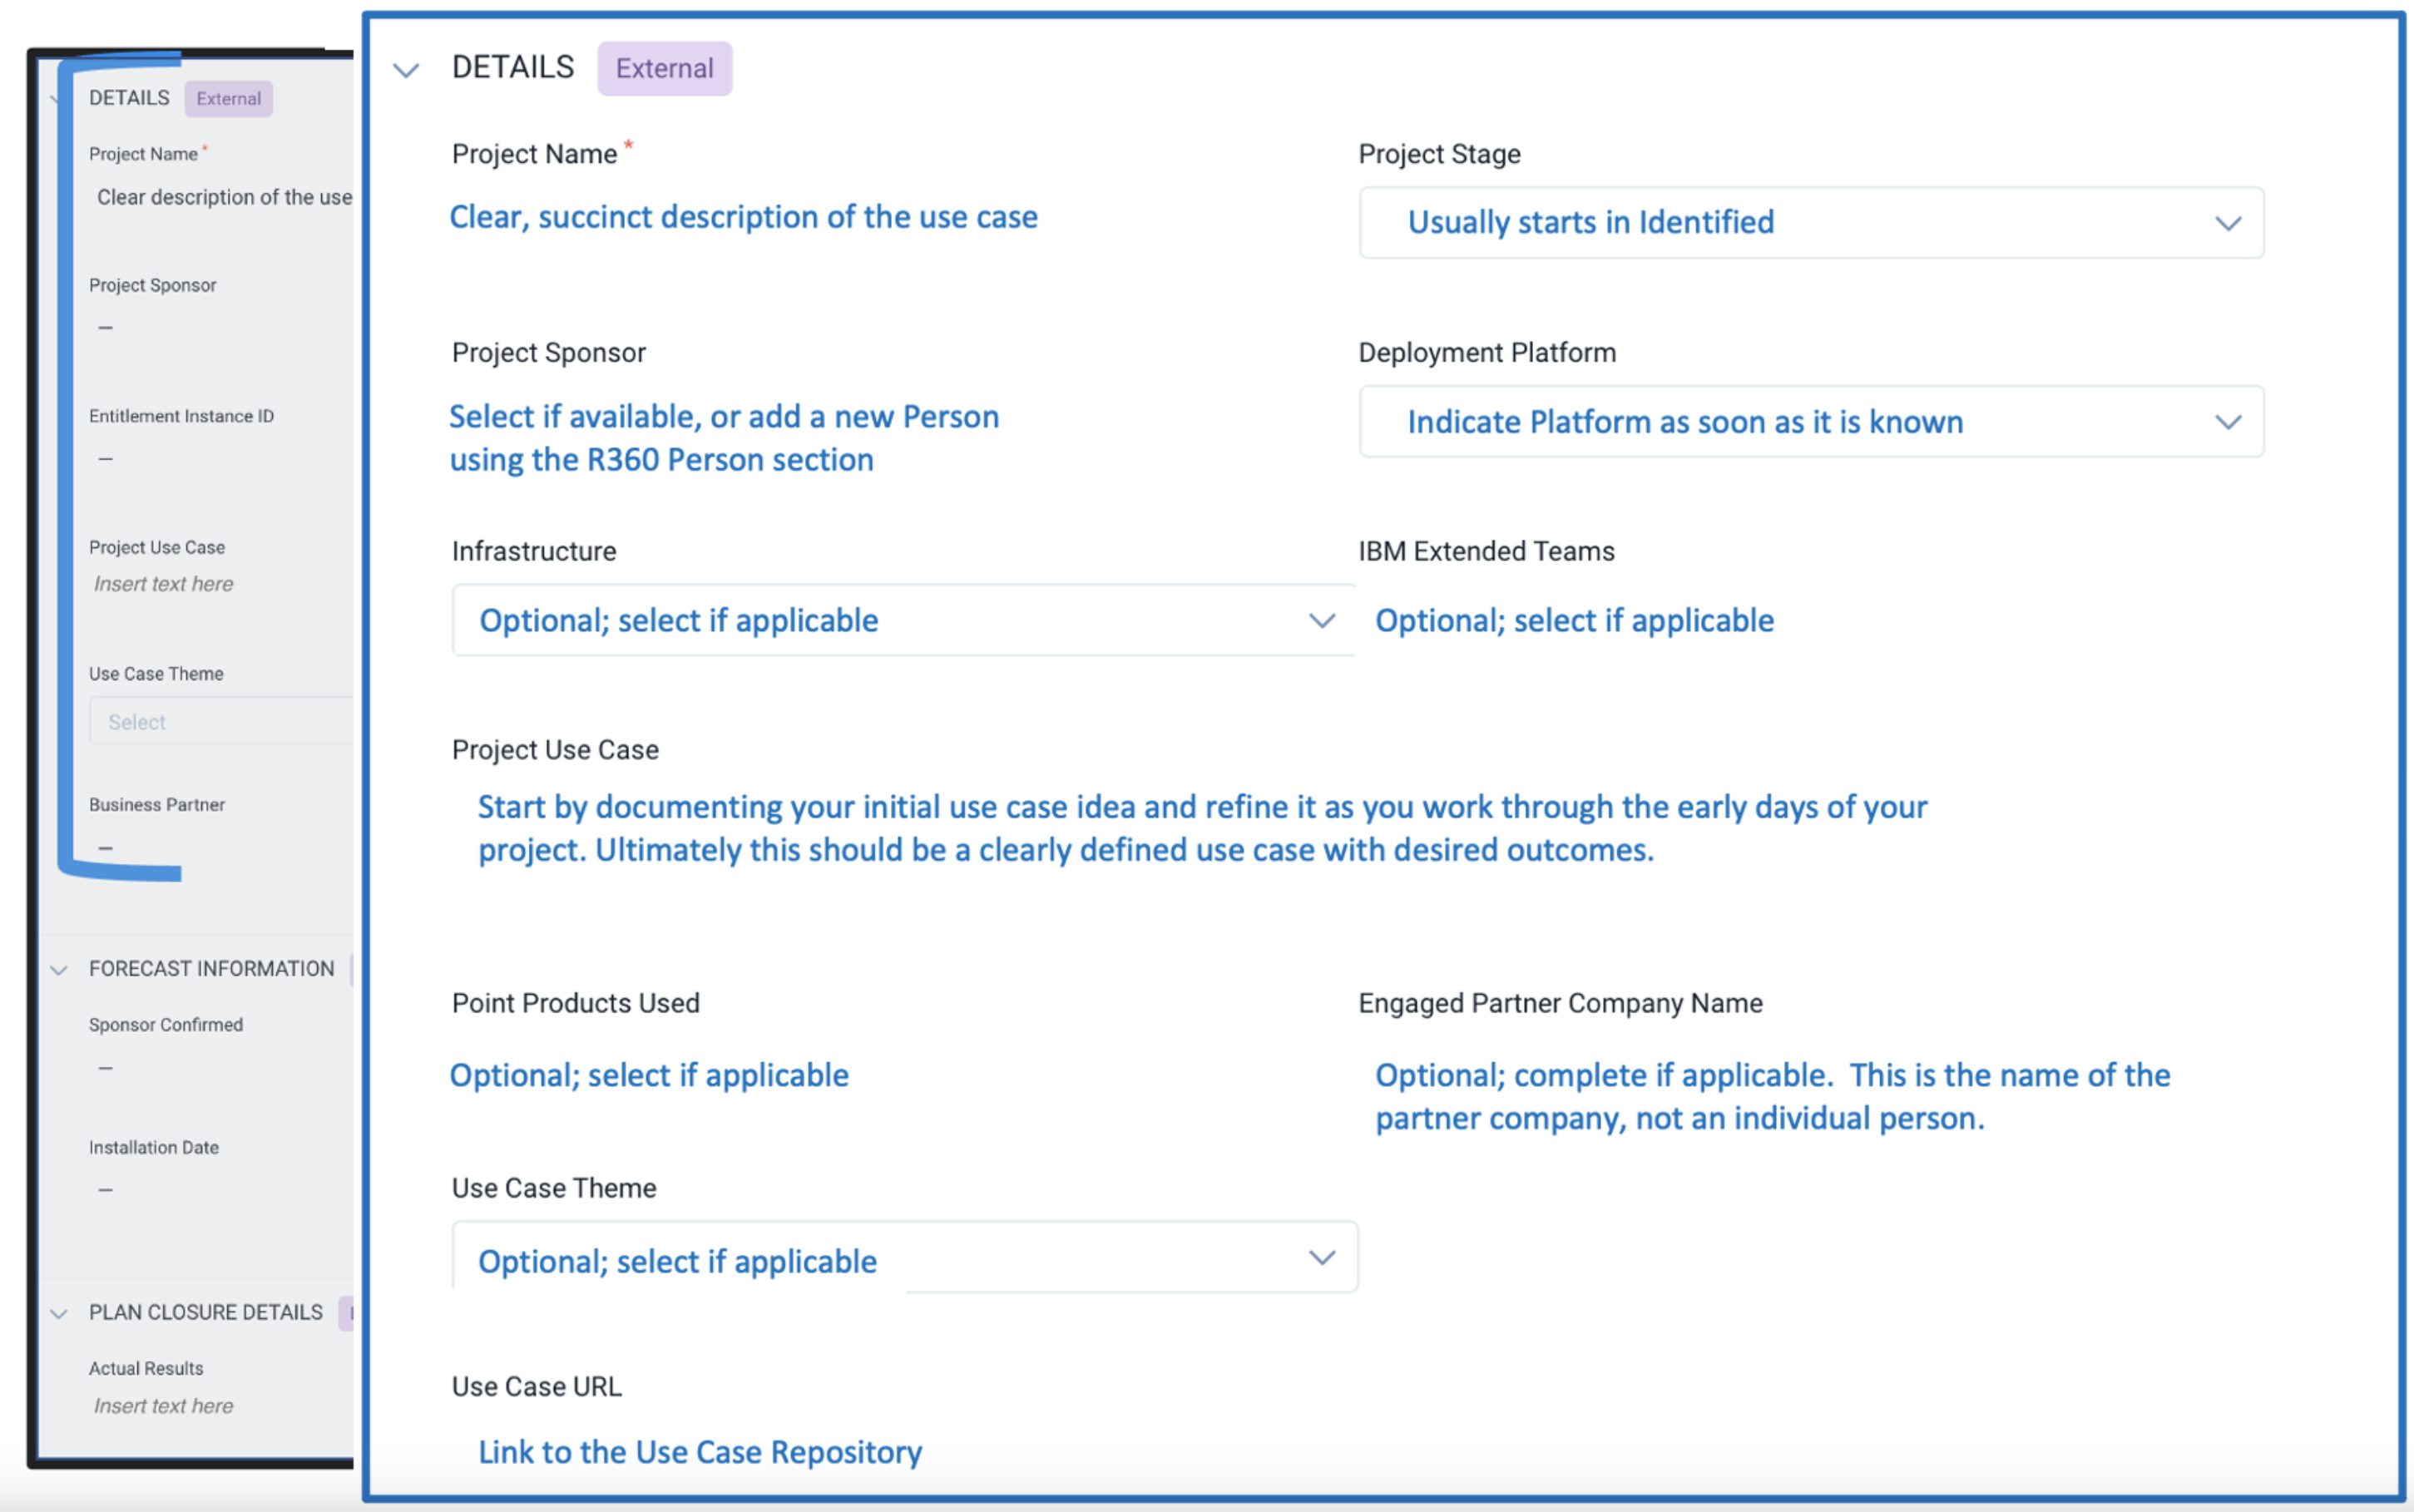 DETAILS External
Project Name *
Clear description of the use
Project Sponsor
–
Entitlement Instance ID
–
Project Use Case
Insert text here
Use Case Theme
Select
Business Partner
–
FORECAST INFORMATION
Sponsor Confirmed
–
Installation Date
–
PLAN CLOSURE DETAILS
Actual Results
Insert text here
DETAILS External
Project Name *
Clear, succinct description of the use case
Project Stage
Usually starts in Identified
Project Sponsor
Select if available, or add a new Person
using the R360 Person section
Deployment Platform
Indicate Platform as soon as it is known
Infrastructure
Optional; select if applicable
IBM Extended Teams
Optional; select if applicable
Project Use Case
Start by documenting your initial use case idea and refine it as you work through the early days of your
project. Ultimately this should be a clearly defined use case with desired outcomes.
Point Products Used
Optional; select if applicable
Engaged Partner Company Name
Optional; complete if applicable.  This is the name of the
partner company, not an individual person.
Use Case Theme
Optional; select if applicable
Use Case URL
Link to the Use Case Repository